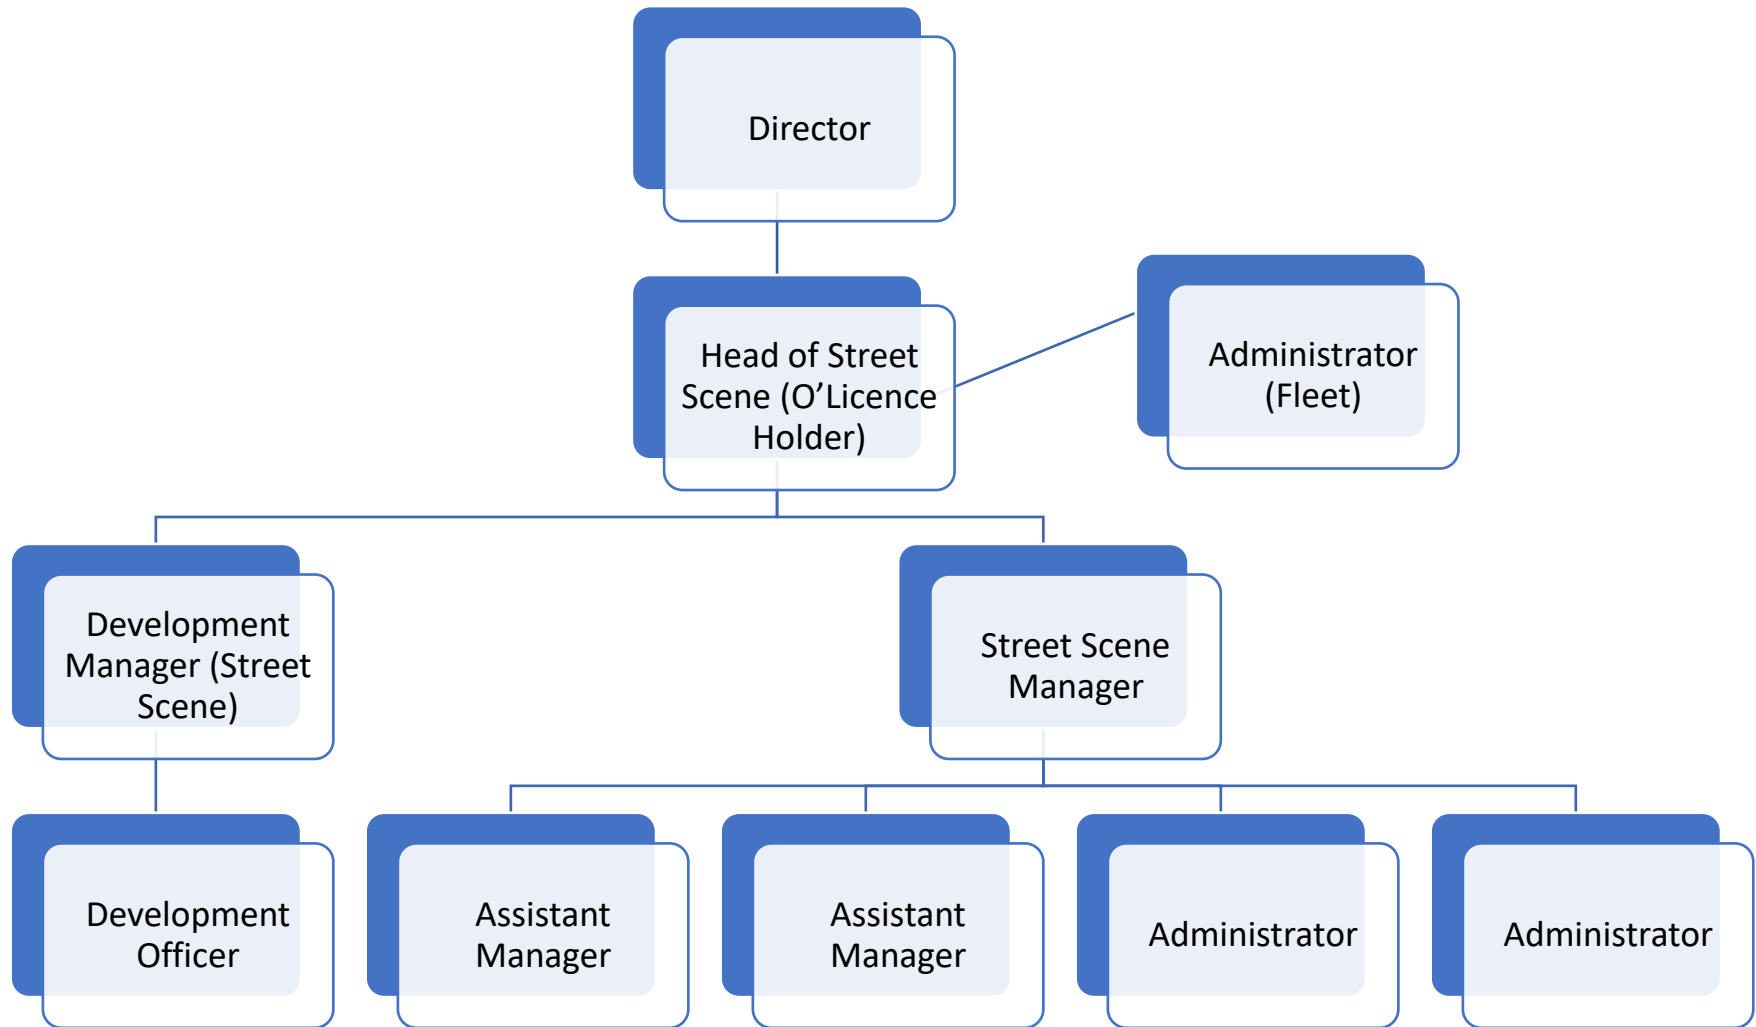 Director
Head of Street
Scene (O’Licence
Holder)
Administrator
(Fleet)
Development
Manager (Street
Scene)
Street Scene
Manager
Development
Officer
Assistant
Manager
Assistant
Manager
Administrator
Administrator